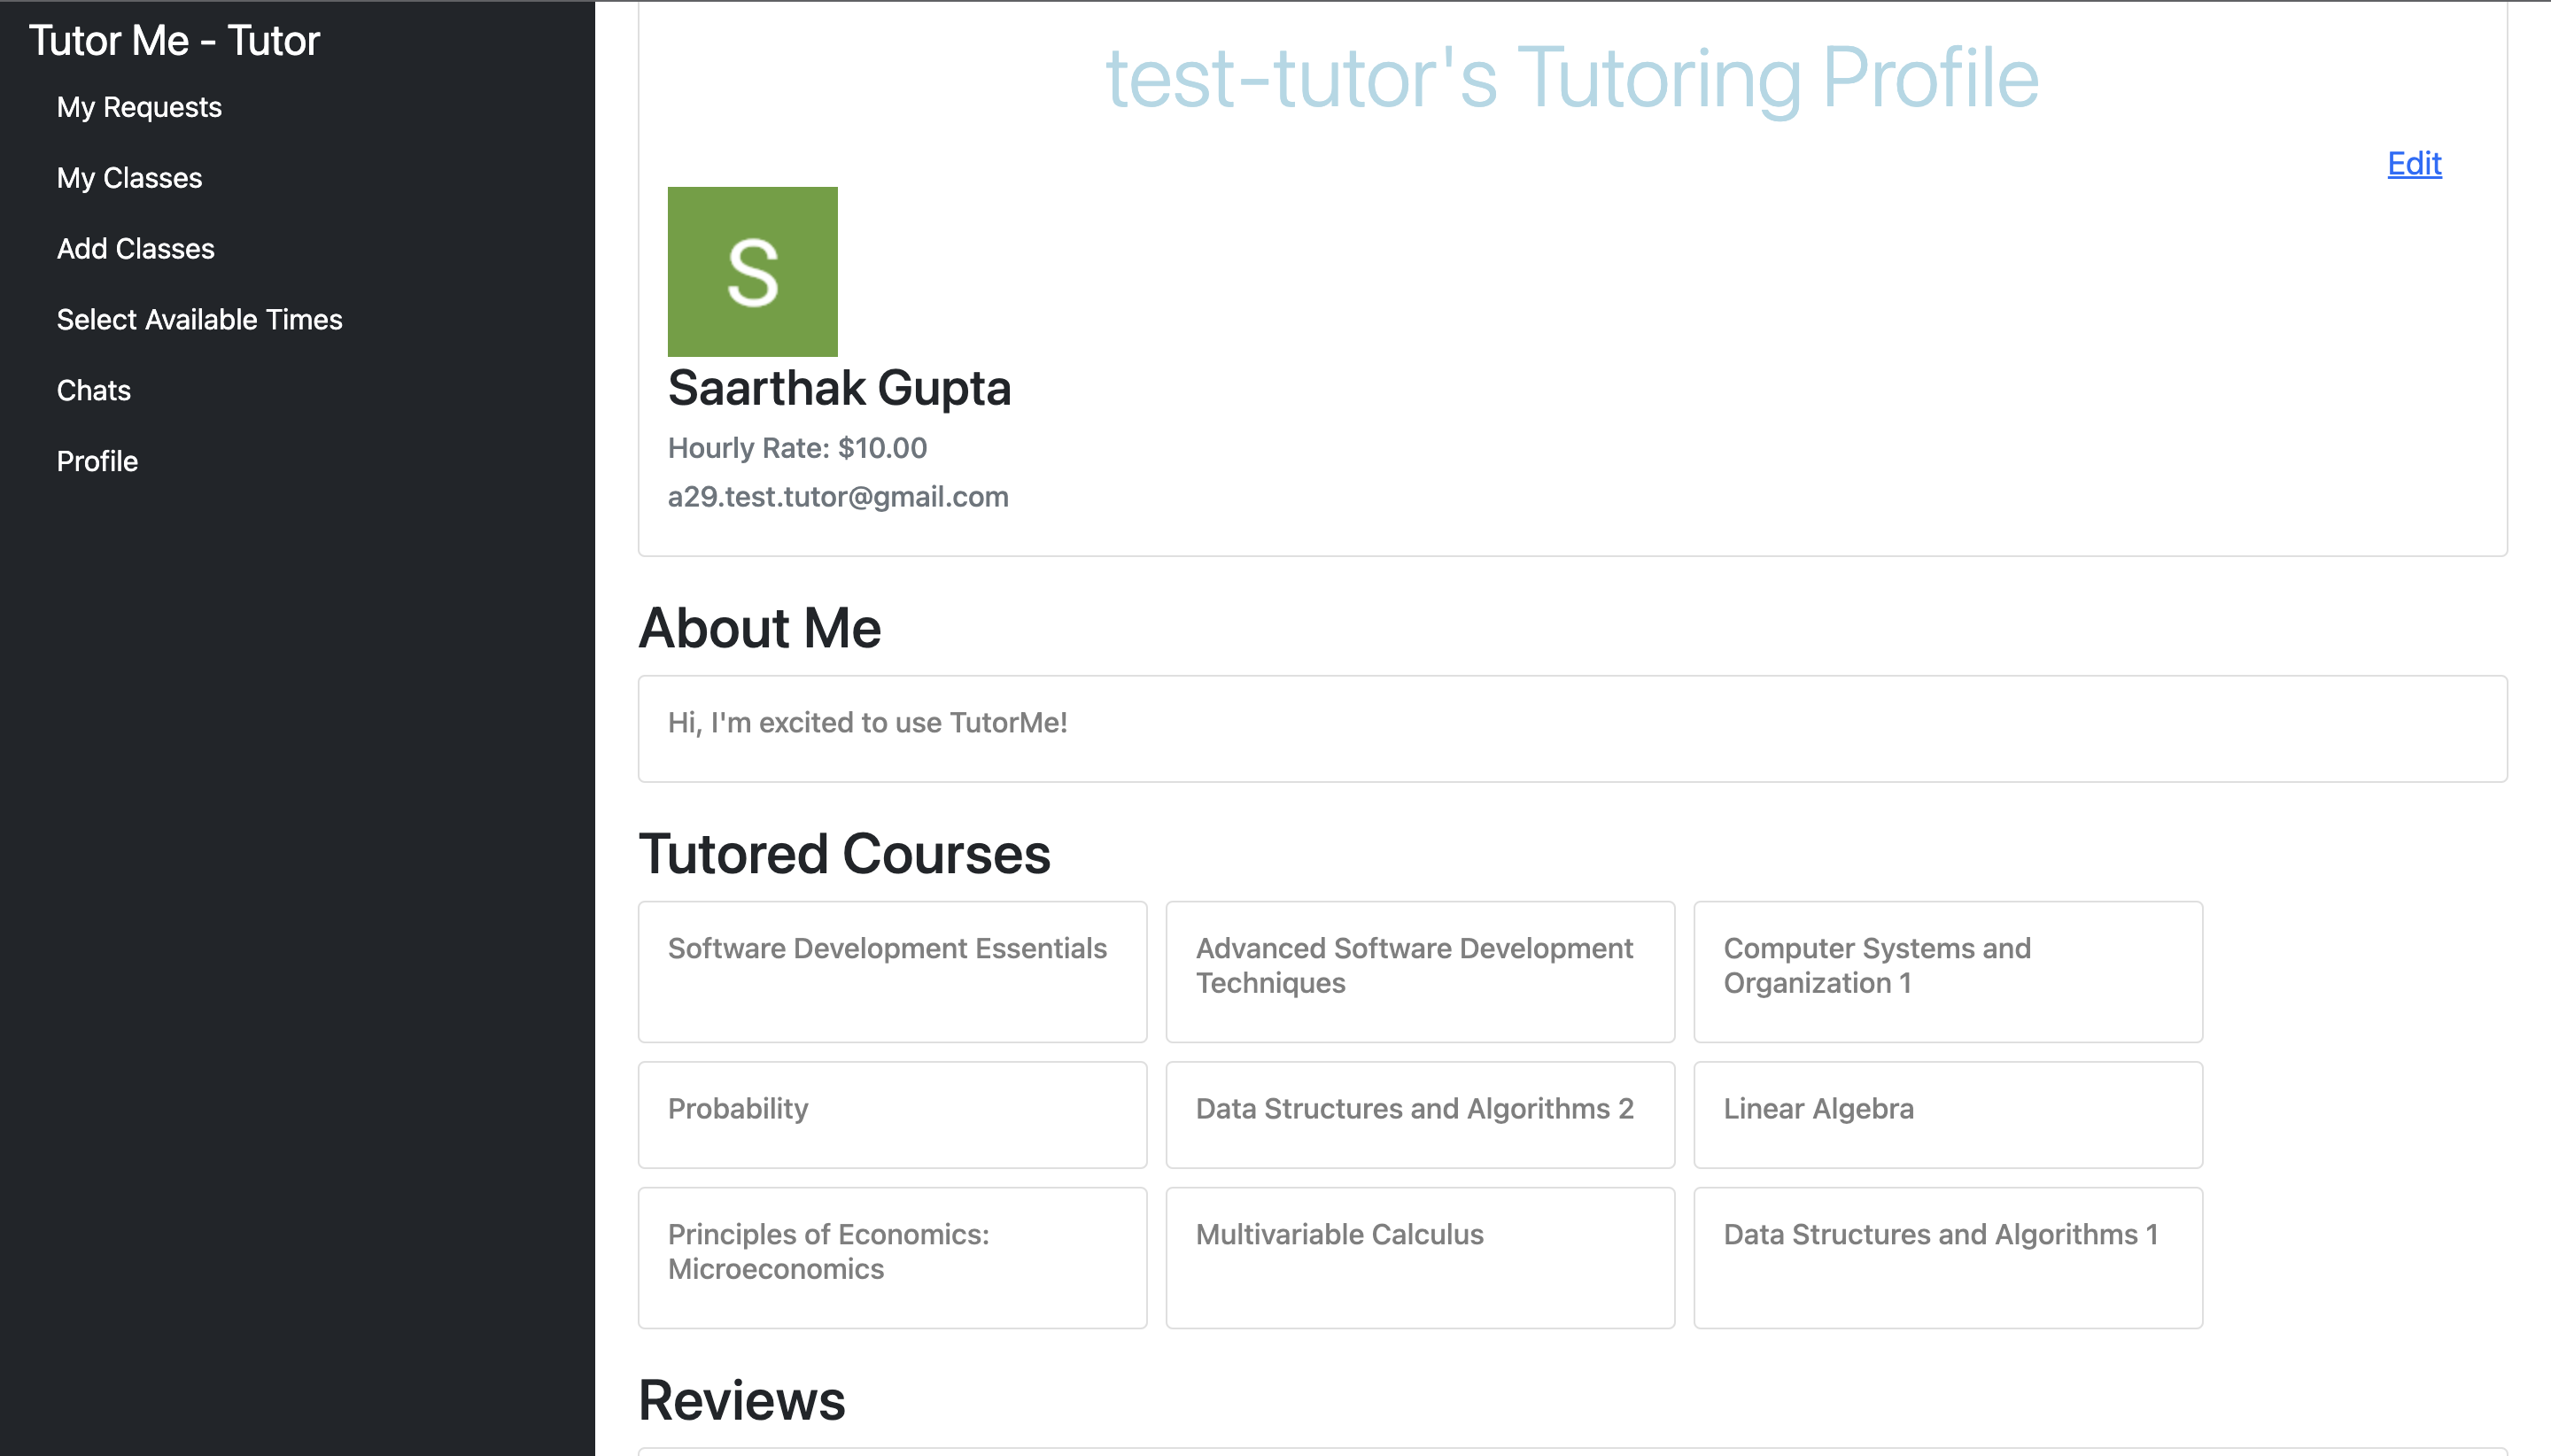 Tutor Me - Tutor
My Requests
My Classes
Add Classes
Select Available Times
Chats
Profile
test-tutor's Tutoring Profile
Edit
S
Saarthak Gupta
Hourly Rate: $10.00
a29.test.tutor@gmail.com
About Me
Hi, I'm excited to use TutorMe!
Tutored Courses
Software Development Essentials
Advanced Software Development
Techniques
Computer Systems and
Organization 1
Probability
Data Structures and Algorithms 2
Linear Algebra
Principles of Economics:
Microeconomics
Multivariable Calculus
Data Structures and Algorithms 1
Reviews